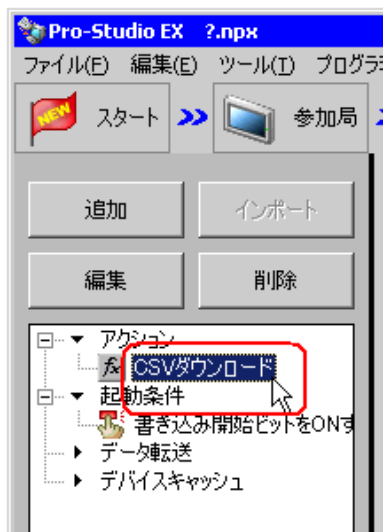 Pro-Studio EX ?.npx
ファイル(F) 編集(E) ツール(T) プログラ
NEW スタート 参加局
追加 インポート
編集 削除
アクション
fx CSVダウンロード
起動条件
書き込み開始ビットをONす
データ転送
デバイスキャッシュ